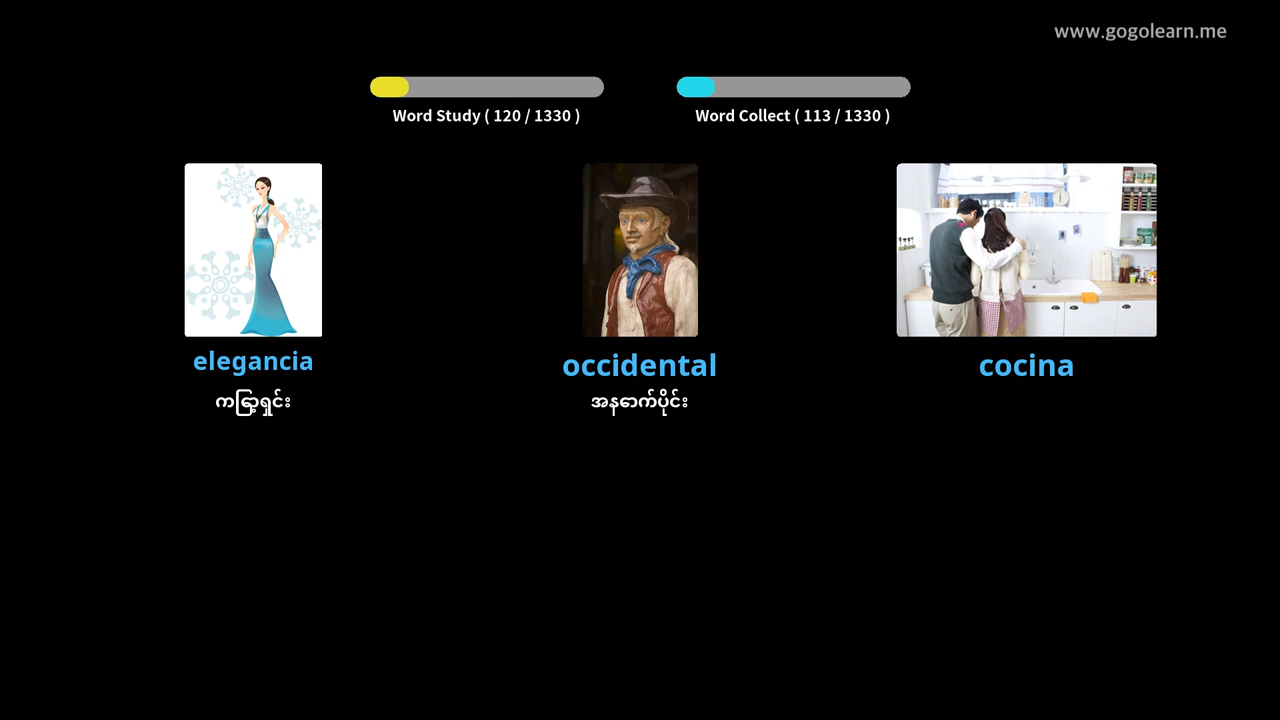 www.gogolearn.me
Word Study ( 120 / 1330 )
Word Collect ( 113 / 1330 )
elegancia
ကြော့ရှင်း
occidental
အနောက်ပိုင်း
cocina